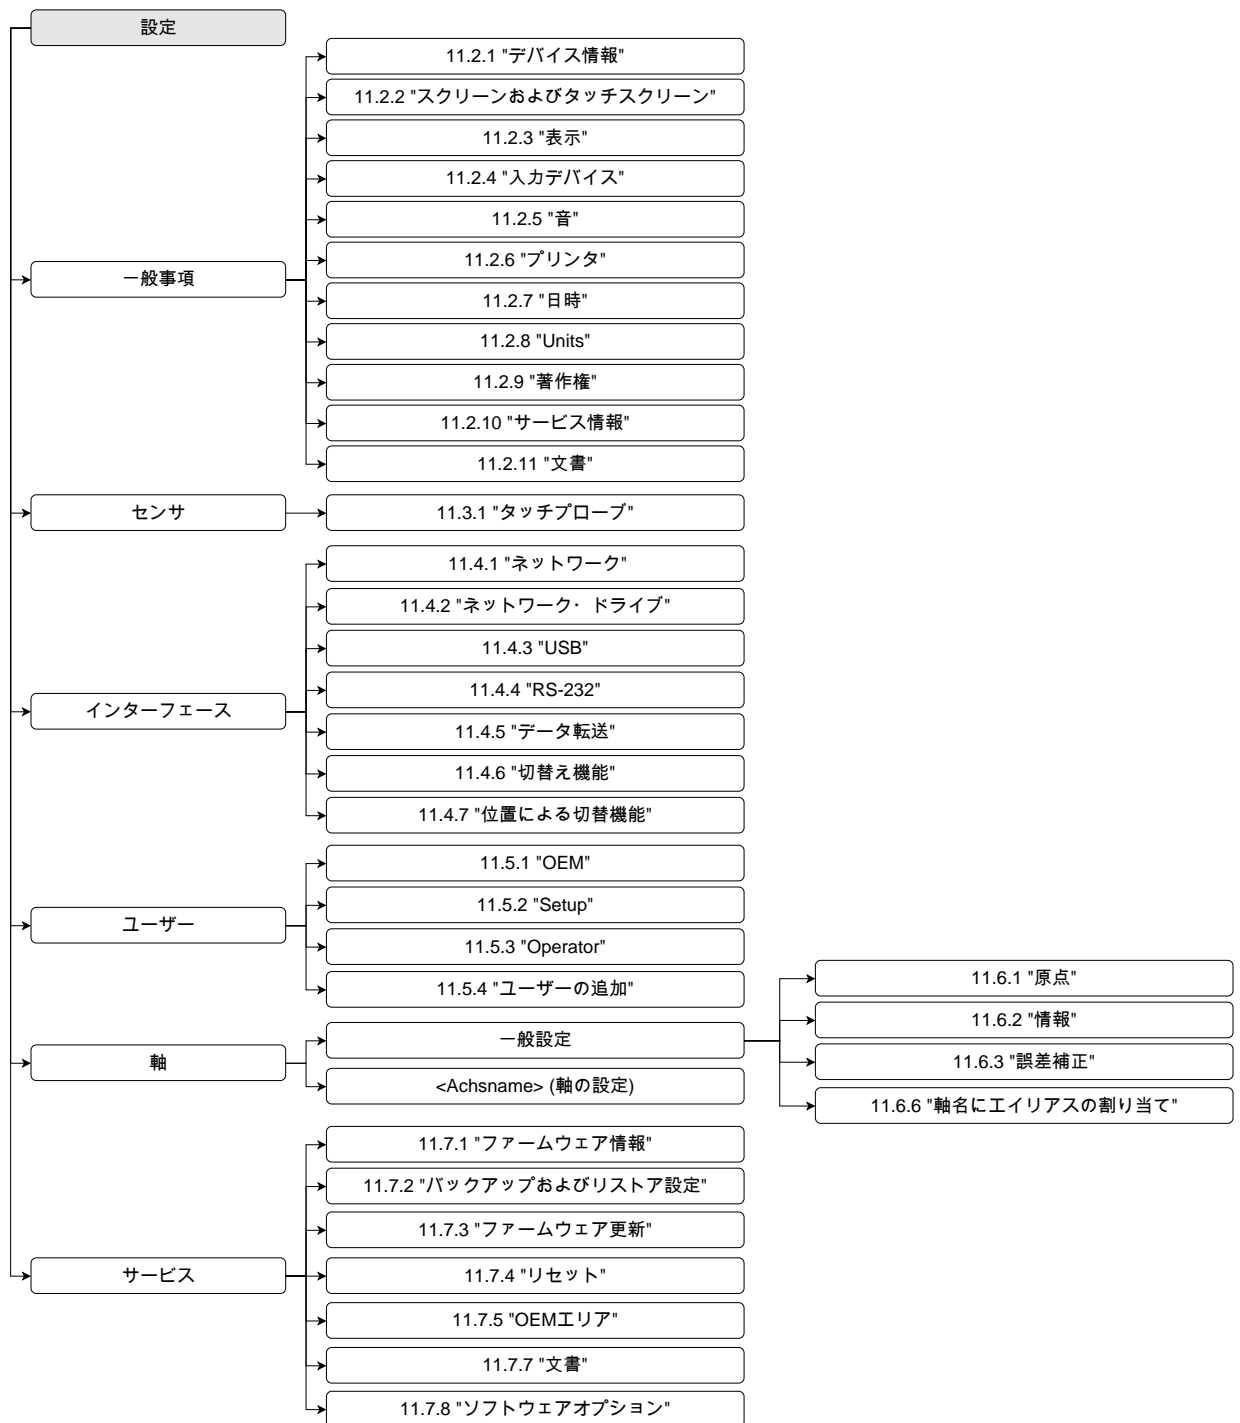 設定
一般事項
11.2.1 "デバイス情報"
11.2.2 "スクリーンおよびタッチスクリーン"
11.2.3 "表示"
11.2.4 "入力デバイス"
11.2.5 "音"
11.2.6 "プリンタ"
11.2.7 "日時"
11.2.8 "Units"
11.2.9 "著作権"
11.2.10 "サービス情報"
11.2.11 "文書"
センサ
11.3.1 "タッチプローブ"
インターフェース
11.4.1 "ネットワーク"
11.4.2 "ネットワーク・ドライブ"
11.4.3 "USB"
11.4.4 "RS-232"
11.4.5 "データ転送"
11.4.6 "切替え機能"
11.4.7 "位置による切替機能"
ユーザー
11.5.1 "OEM"
11.5.2 "Setup"
11.5.3 "Operator"
11.5.4 "ユーザーの追加"
軸
一般設定
11.6.1 "原点"
11.6.2 "情報"
11.6.3 "誤差補正"
11.6.6 "軸名にエイリアスの割り当て"
<Achsname> (軸の設定)
サービス
11.7.1 "ファームウェア情報"
11.7.2 "バックアップおよびリストア設定"
11.7.3 "ファームウェア更新"
11.7.4 "リセット"
11.7.5 "OEMエリア"
11.7.7 "文書"
11.7.8 "ソフトウェアオプション"